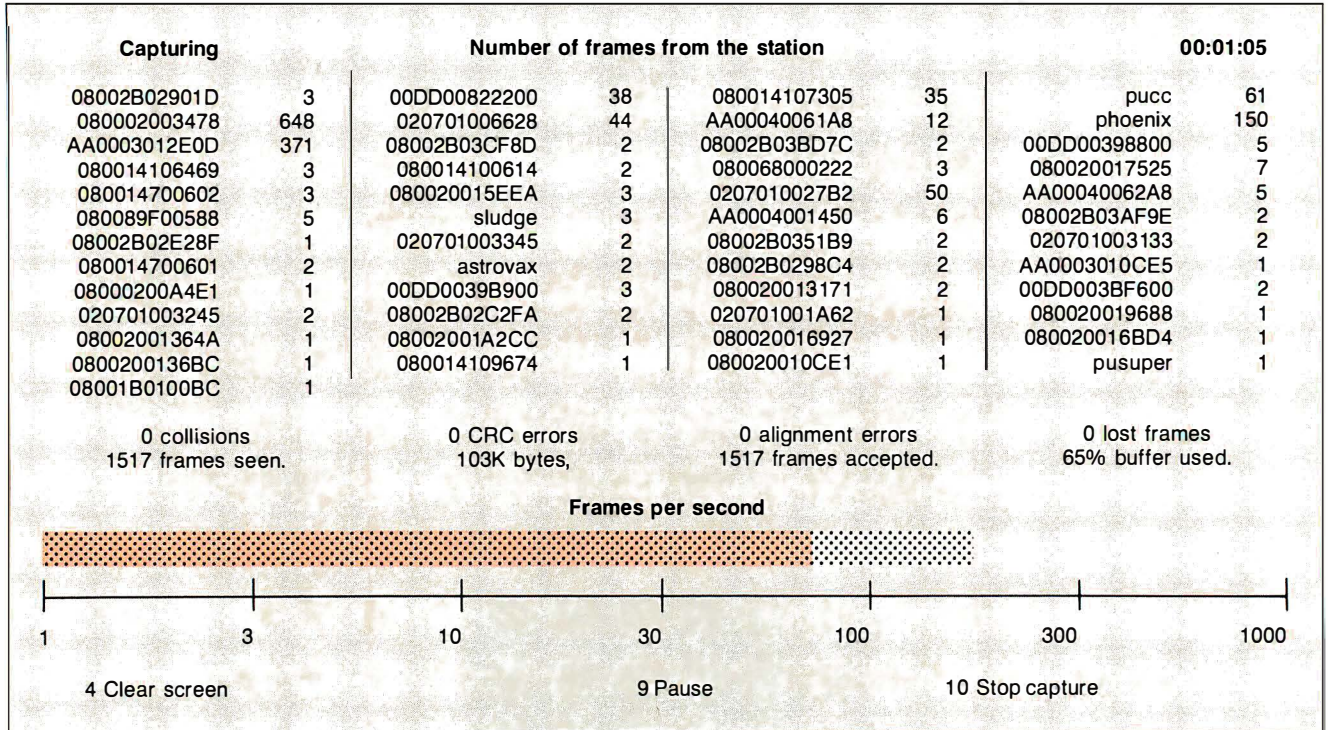 Capturing Number of frames from the station 00:01:05
08002B02901D 3 00DD00822200 38 080014107305 35 pucc 61
080002003478 648 020701006628 44 AA00040061A8 12 phoenix 150
AA0003012E0D 371 08002B03CF8D 2 08002B03BD7C 2 00DD00398800 5
080014106469 3 080014100614 2 080068000222 3 080020017525 7
080014700602 3 080020015EEA 3 0207010027B2 50 AA00040062A8 5
080089F00588 5 sludge 3 AA0004001450 6 08002B03AF9E 2
08002B02E28F 1 020701003345 2 08002B0351B9 2 020701003133 2
080014700601 2 astrovax 2 08002B0298C4 2 AA0003010CE5 1
08000200A4E1 1 00DD0039B900 3 080020013171 2 00DD003BF600 2
020701003245 2 08002B02C2FA 2 020701001A62 1 080020019688 1
08002001364A 1 08002001A2CC 1 080020016927 1 080020016BD4 1
0800200136BC 1 080014109674 1 080020010CE1 1 pusuper 1
08001B0100BC 1
0 collisions 0 CRC errors 0 alignment errors 0 lost frames
1517 frames seen. 103K bytes, 1517 frames accepted. 65% buffer used.
Frames per second
1 3 10 30 100 300 1000
4 Clear screen 9 Pause 10 Stop capture